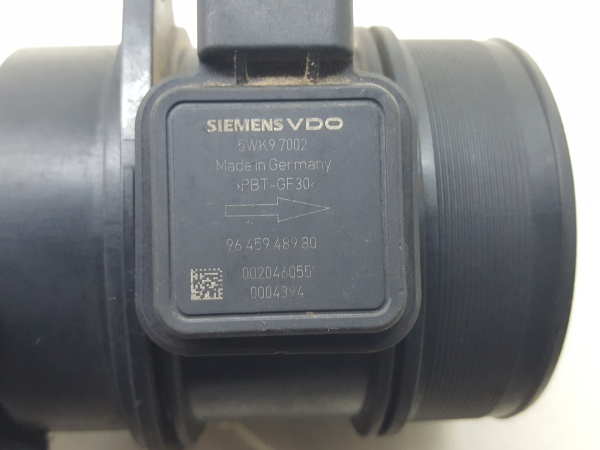 SIEMENS VDO
5WK9 7002
Made in Germany
>PBT-GF30<
96 459 489 80
002046055
0004394